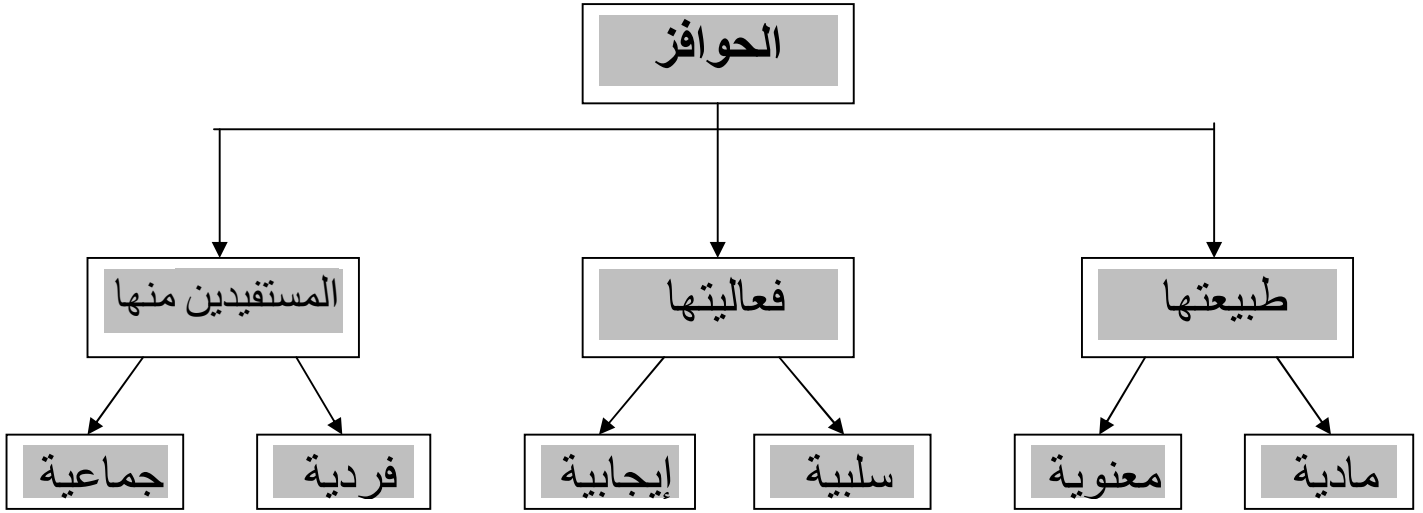 الحوافز
طبيعتها
فعاليتها
المستفيدين منها
مادية
معنوية
سلبية
إيجابية
فردية
جماعية